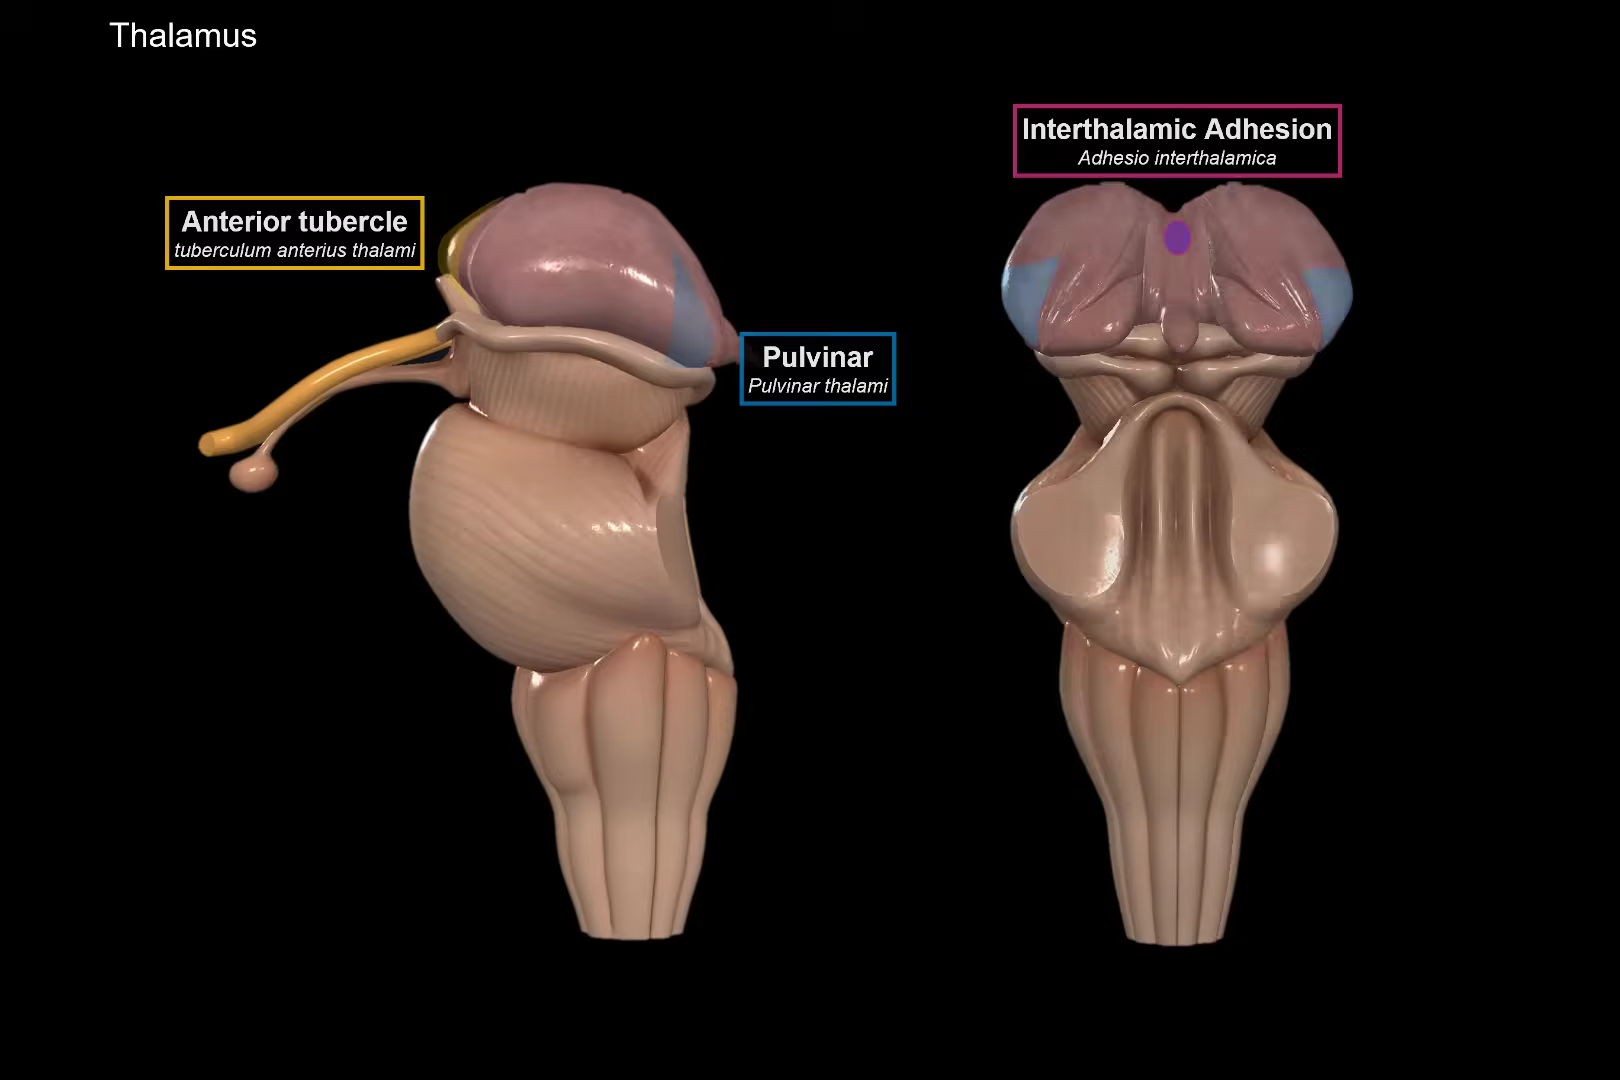 Thalamus
Interthalamic Adhesion
Adhesio interthalamica
Anterior tubercle
tuberculum anterius thalami
Pulvinar
Pulvinar thalami